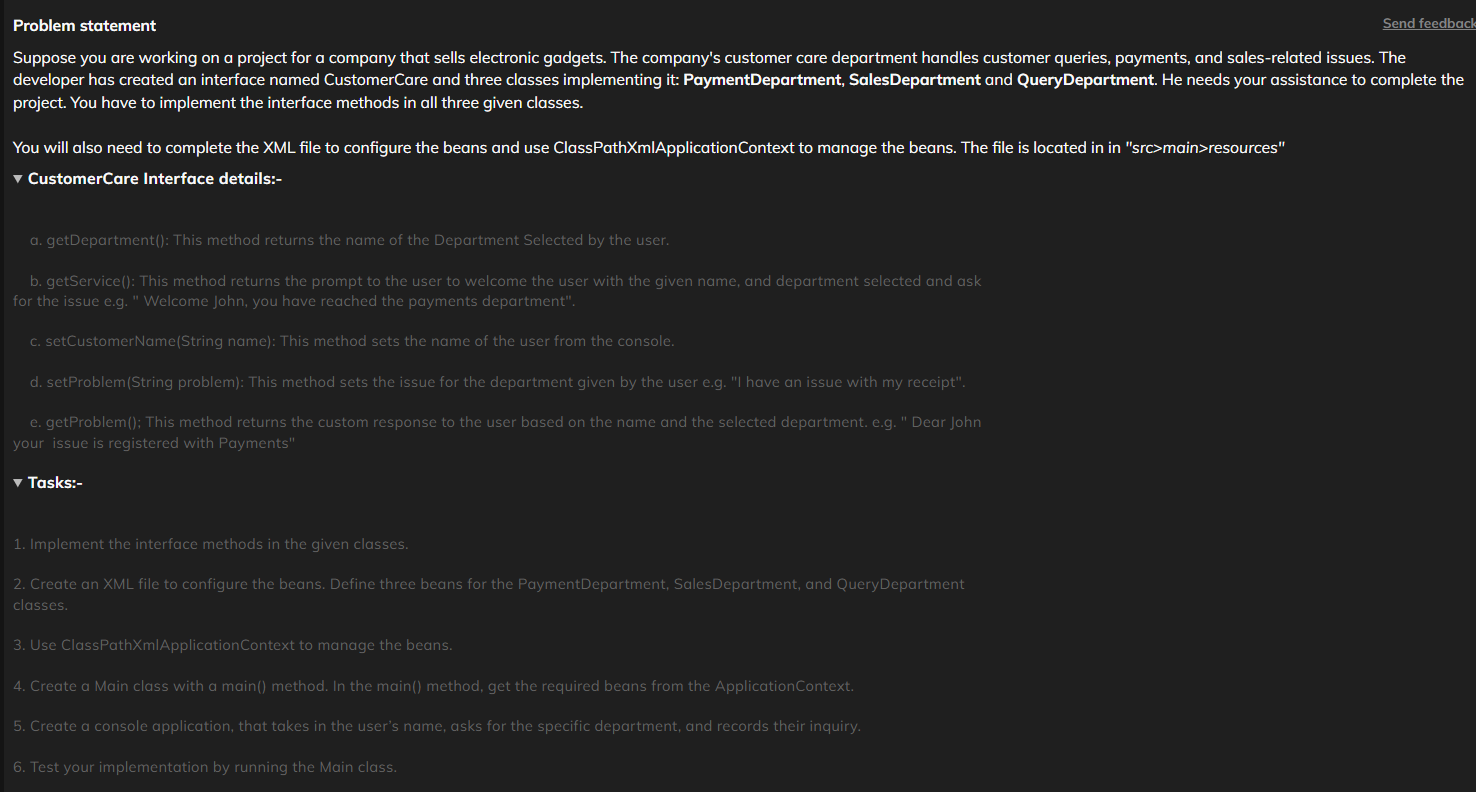 Problem statement
Send feedback
Suppose you are working on a project for a company that sells electronic gadgets. The company's customer care department handles customer queries, payments, and sales-related issues. The
developer has created an interface named CustomerCare and three classes implementing it: PaymentDepartment, SalesDepartment and QueryDepartment. He needs your assistance to complete the
project. You have to implement the interface methods in all three given classes.
You will also need to complete the XML file to configure the beans and use ClassPathXmlApplicationContext to manage the beans. The file is located in in "src>main>resources"
▼ CustomerCare Interface details:-
a. getDepartment(): This method returns the name of the Department Selected by the user.
b. getService(): This method returns the prompt to the user to welcome the user with the given name, and department selected and ask
for the issue e.g. " Welcome John, you have reached the payments department".
c. setCustomerName(String name): This method sets the name of the user from the console.
d. setProblem(String problem): This method sets the issue for the department given by the user e.g. "I have an issue with my receipt".
e. getProblem(); This method returns the custom response to the user based on the name and the selected department. e.g. " Dear John
your  issue is registered with Payments"
▼ Tasks:-
1. Implement the interface methods in the given classes.
2. Create an XML file to configure the beans. Define three beans for the PaymentDepartment, SalesDepartment, and QueryDepartment
classes.
3. Use ClassPathXmlApplicationContext to manage the beans.
4. Create a Main class with a main() method. In the main() method, get the required beans from the ApplicationContext.
5. Create a console application, that takes in the user's name, asks for the specific department, and records their inquiry.
6. Test your implementation by running the Main class.